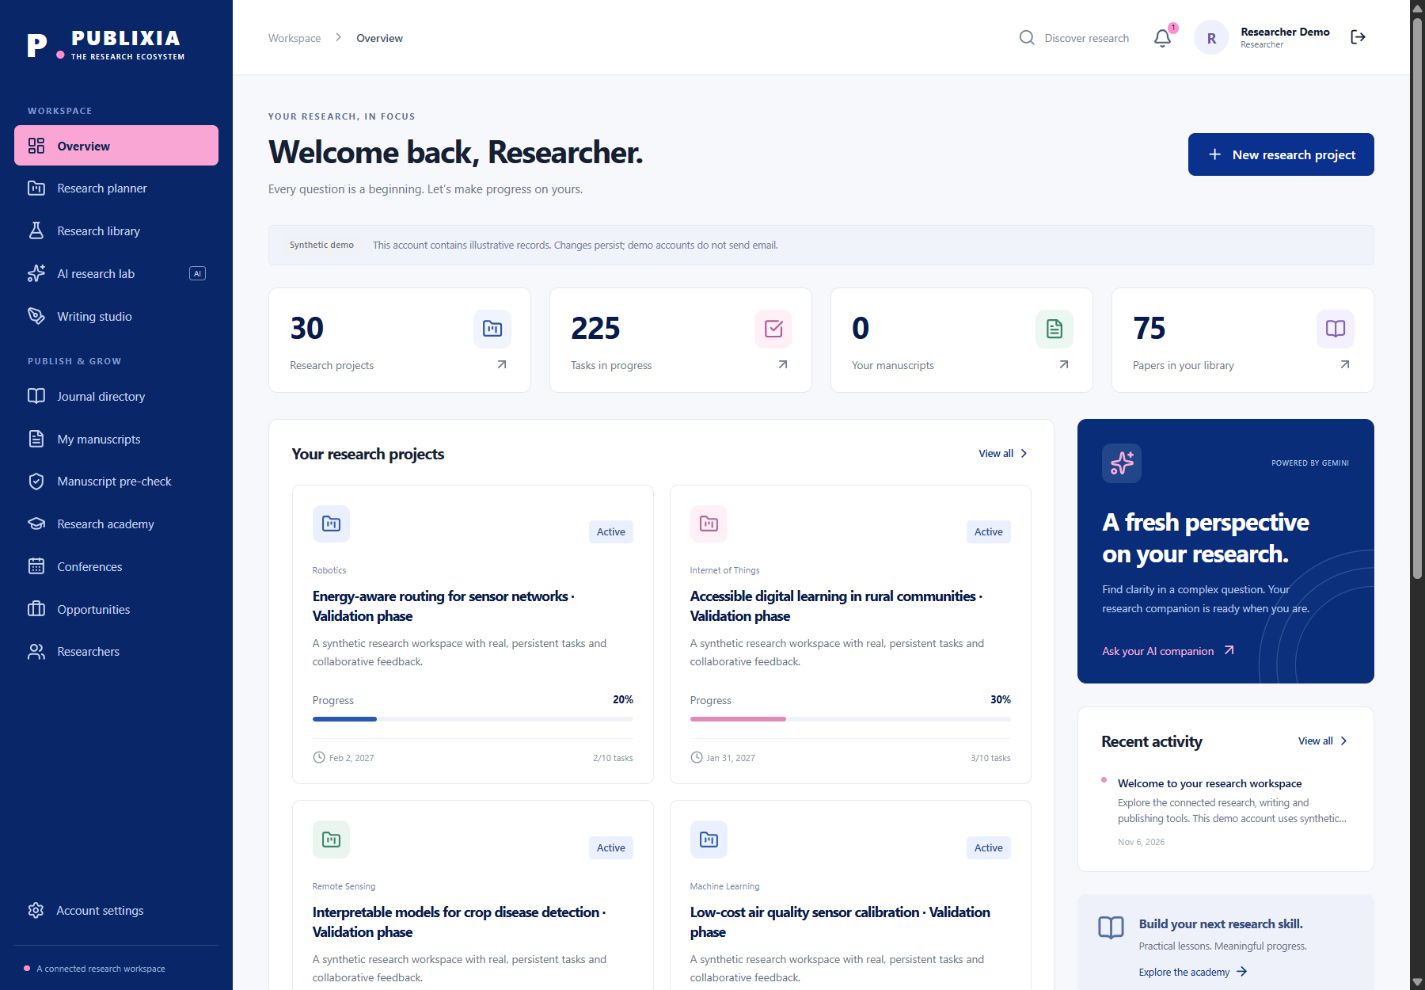 P.
PUBLIXIA
THE RESEARCH ECOSYSTEM
WORKSPACE
Overview
Research planner
Research library
AI research lab
AI
Writing studio
PUBLISH & GROW
Journal directory
My manuscripts
Manuscript pre-check
Research academy
Conferences
Opportunities
Researchers
Account settings
A connected research workspace
Workspace
Overview
Discover research
1
R
Researcher Demo
Researcher
YOUR RESEARCH, IN FOCUS
Welcome back, Researcher.
Every question is a beginning. Let's make progress on yours.
New research project
Synthetic demo
This account contains illustrative records. Changes persist; demo accounts do not send email.
30
Research projects
225
Tasks in progress
0
Your manuscripts
75
Papers in your library
Your research projects
View all
Active
Robotics
Energy-aware routing for sensor networks ·
Validation phase
A synthetic research workspace with real, persistent tasks and
collaborative feedback.
Progress
20%
Feb 2, 2027
2/10 tasks
Active
Internet of Things
Accessible digital learning in rural communities ·
Validation phase
A synthetic research workspace with real, persistent tasks and
collaborative feedback.
Progress
30%
Jan 31, 2027
3/10 tasks
Active
Remote Sensing
Interpretable models for crop disease detection ·
Validation phase
A synthetic research workspace with real, persistent tasks and
collaborative feedback.
Active
Machine Learning
Low-cost air quality sensor calibration · Validation
phase
A synthetic research workspace with real, persistent tasks and
collaborative feedback.
POWERED BY GEMINI
A fresh perspective
on your research.
Find clarity in a complex question. Your
research companion is ready when you are.
Ask your AI companion
Recent activity
View all
Welcome to your research workspace
Explore the connected research, writing and
publishing tools. This demo account uses synthetic...
Nov 6, 2026
Build your next research skill.
Practical lessons. Meaningful progress.
Explore the academy